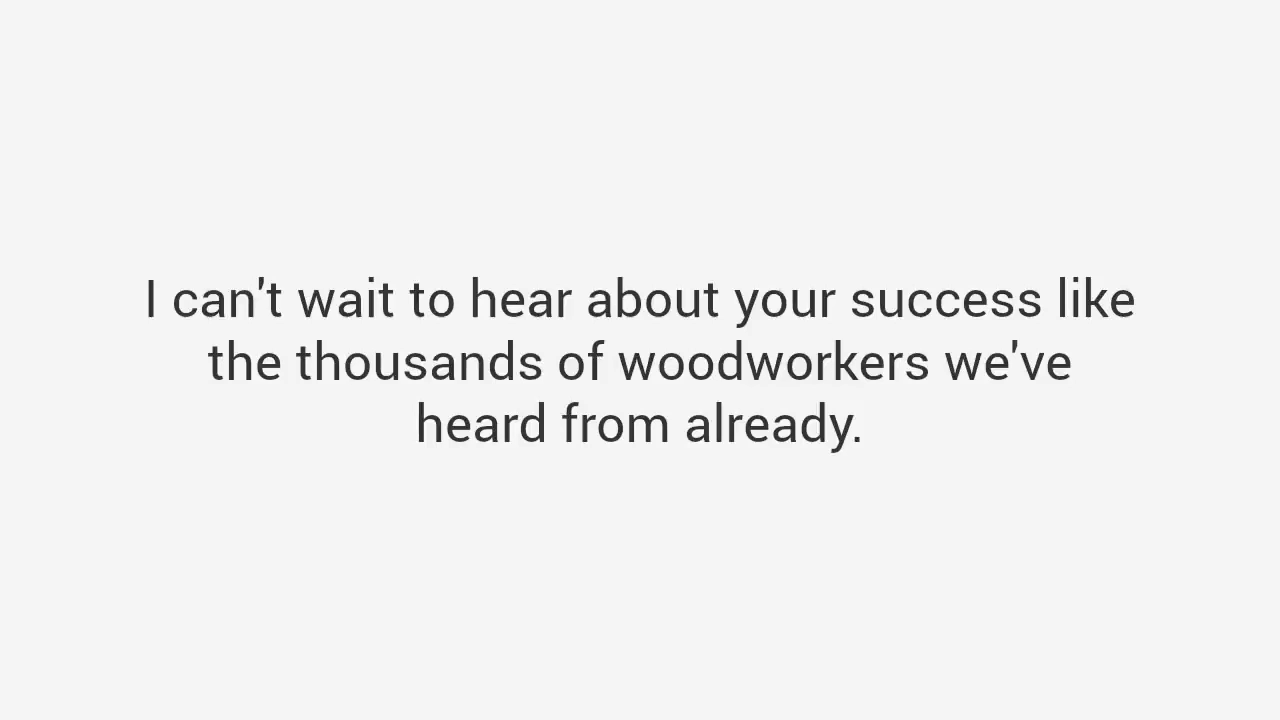 I can't wait to hear about your success like
the thousands of woodworkers we've
heard from already.